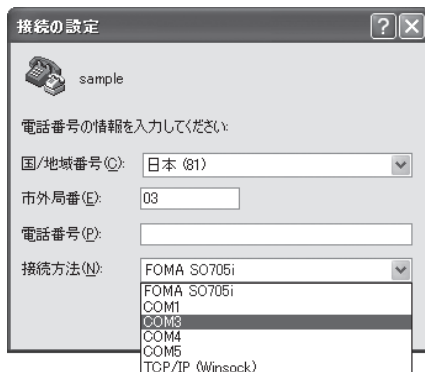 接続の設定
sample
電話番号の情報を入力してください:
国/地域番号(C): 日本 (81)
市外局番(E): 03
電話番号(P):
接続方法(N): FOMA SO705i
FOMA SO705i
COM1
COM3
COM4
COM5
TCP/IP (Winsock)